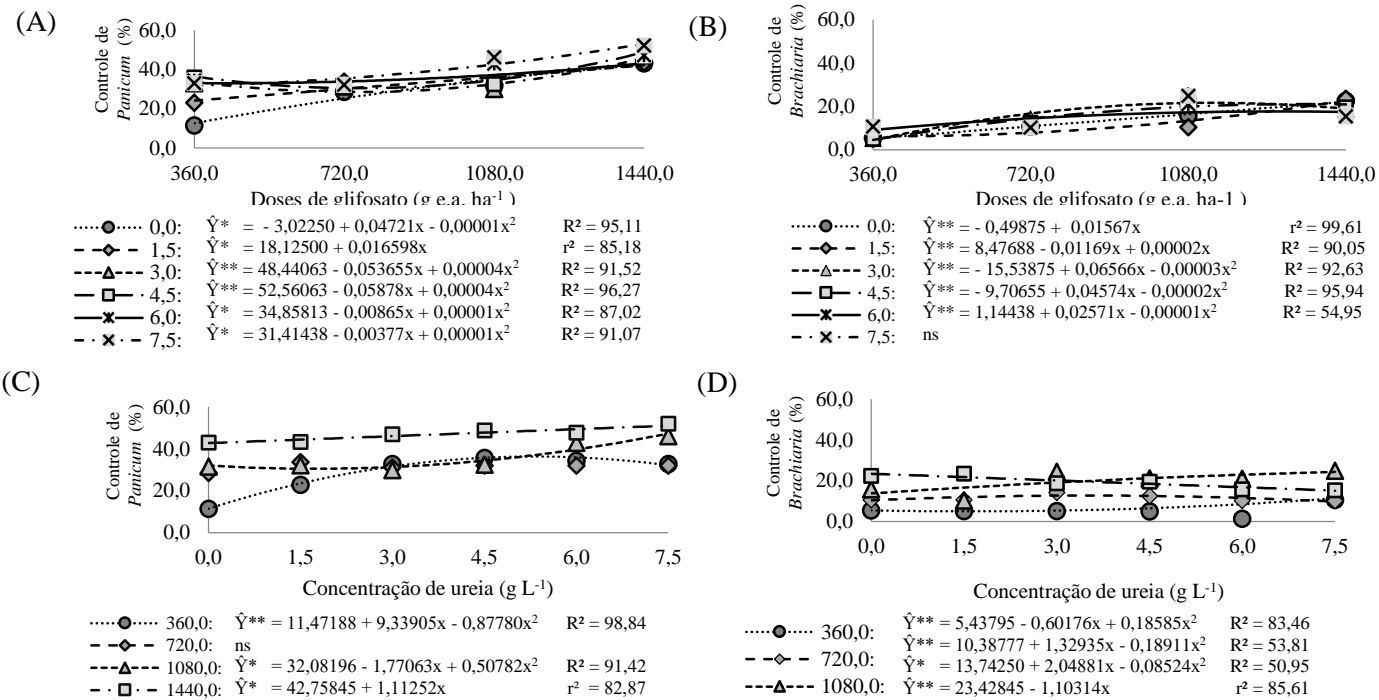 (A)
Controle de
Panicum (%)
60,0
40,0
20,0
0,0
360,0 720,0 1080,0 1440,0
Doses de glifosato (g e.a. ha-1 )
0,0: Ŷ* = - 3,02250 + 0,04721x - 0,00001x2 R² = 95,11
1,5: Ŷ* = 18,12500 + 0,016598x r² = 85,18
3,0: Ŷ** = 48,44063 - 0,053655x + 0,00004x2 R² = 91,52
4,5: Ŷ** = 52,56063 - 0,05878x + 0,00004x2 R² = 96,27
6,0: Ŷ* = 34,85813 - 0,00865x + 0,00001x2 R² = 87,02
7,5: Ŷ* = 31,41438 - 0,00377x + 0,00001x2 R² = 91,07
(B)
Controle de
Brachiaria (%)
60,0
40,0
20,0
0,0
360,0 720,0 1080,0 1440,0
Doses de glifosato (g e.a. ha-1 )
0,0: Ŷ** = - 0,49875 + 0,01567x r² = 99,61
1,5: Ŷ** = 8,47688 - 0,01169x + 0,00002x R² = 90,05
3,0: Ŷ** = - 15,53875 + 0,06566x - 0,00003x2 R² = 92,63
4,5: Ŷ** = - 9,70655 + 0,04574x - 0,00002x2 R² = 95,94
6,0: Ŷ** = 1,14438 + 0,02571x - 0,00001x2 R² = 54,95
7,5: ns
(C)
Controle de
Panicum (%)
60,0
40,0
20,0
0,0
0,0 1,5 3,0 4,5 6,0 7,5
Concentração de ureia (g L-1)
360,0: Ŷ** = 11,47188 + 9,33905x - 0,87780x2 R² = 98,84
720,0: ns
1080,0: Ŷ* = 32,08196 - 1,77063x + 0,50782x2 R² = 91,42
1440,0: Ŷ* = 42,75845 + 1,11252x r² = 82,87
(D)
Controle de
Brachiaria (%)
60,0
40,0
20,0
0,0
0,0 1,5 3,0 4,5 6,0 7,5
Concentração de ureia (g L-1)
360,0: Ŷ** = 5,43795 - 0,60176x + 0,18585x2 R² = 83,46
720,0: Ŷ** = 10,38777 + 1,32935x - 0,18911x2 R² = 53,81
Ŷ* = 13,74250 + 2,04881x - 0,08524x2 R² = 50,95
1080,0: Ŷ** = 23,42845 - 1,10314x r² = 85,61